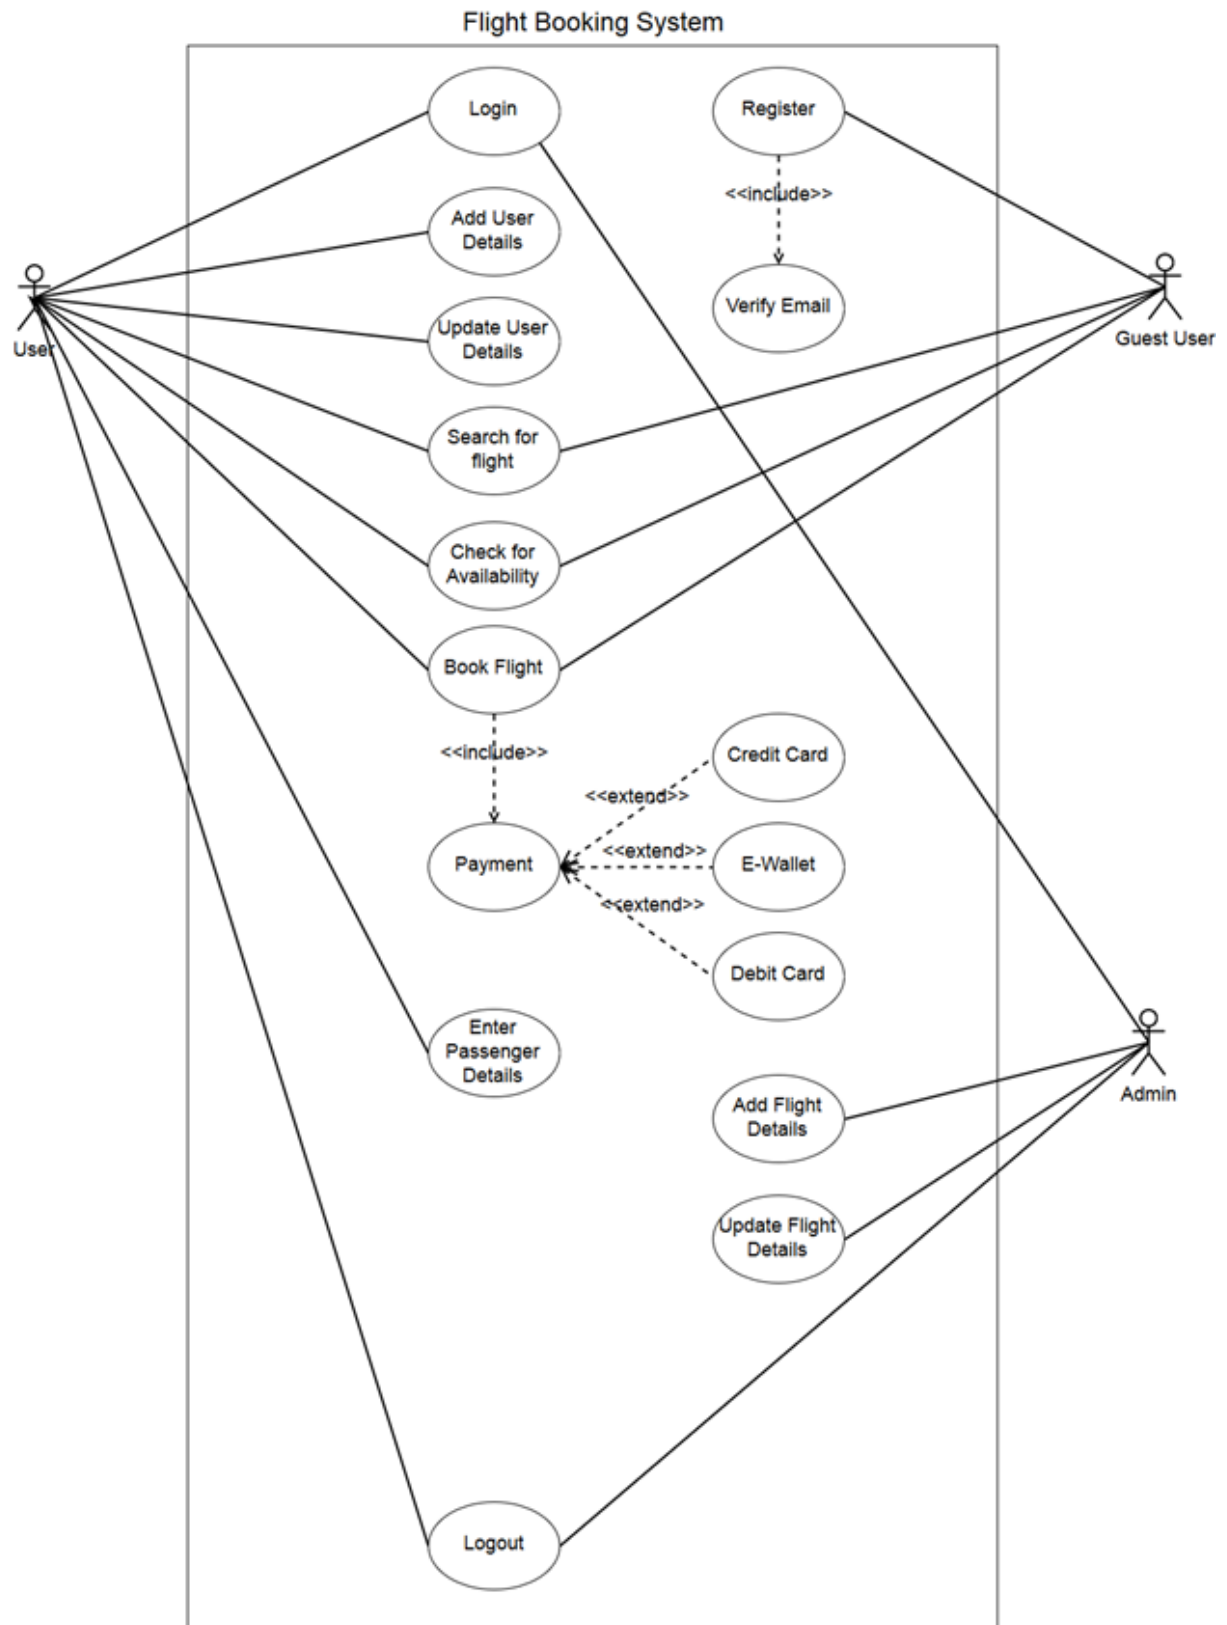 Flight Booking System
Login
Register
<<include>>
Add User
Details
Verify Email
User
Update User
Details
Guest User
Search for
flight
Check for
Availability
Book Flight
<<include>>
Credit Card
<<extend>>
Payment
<<extend>>
E-Wallet
<<extend>>
Debit Card
Enter
Passenger
Details
Admin
Add Flight
Details
Update Flight
Details
Logout